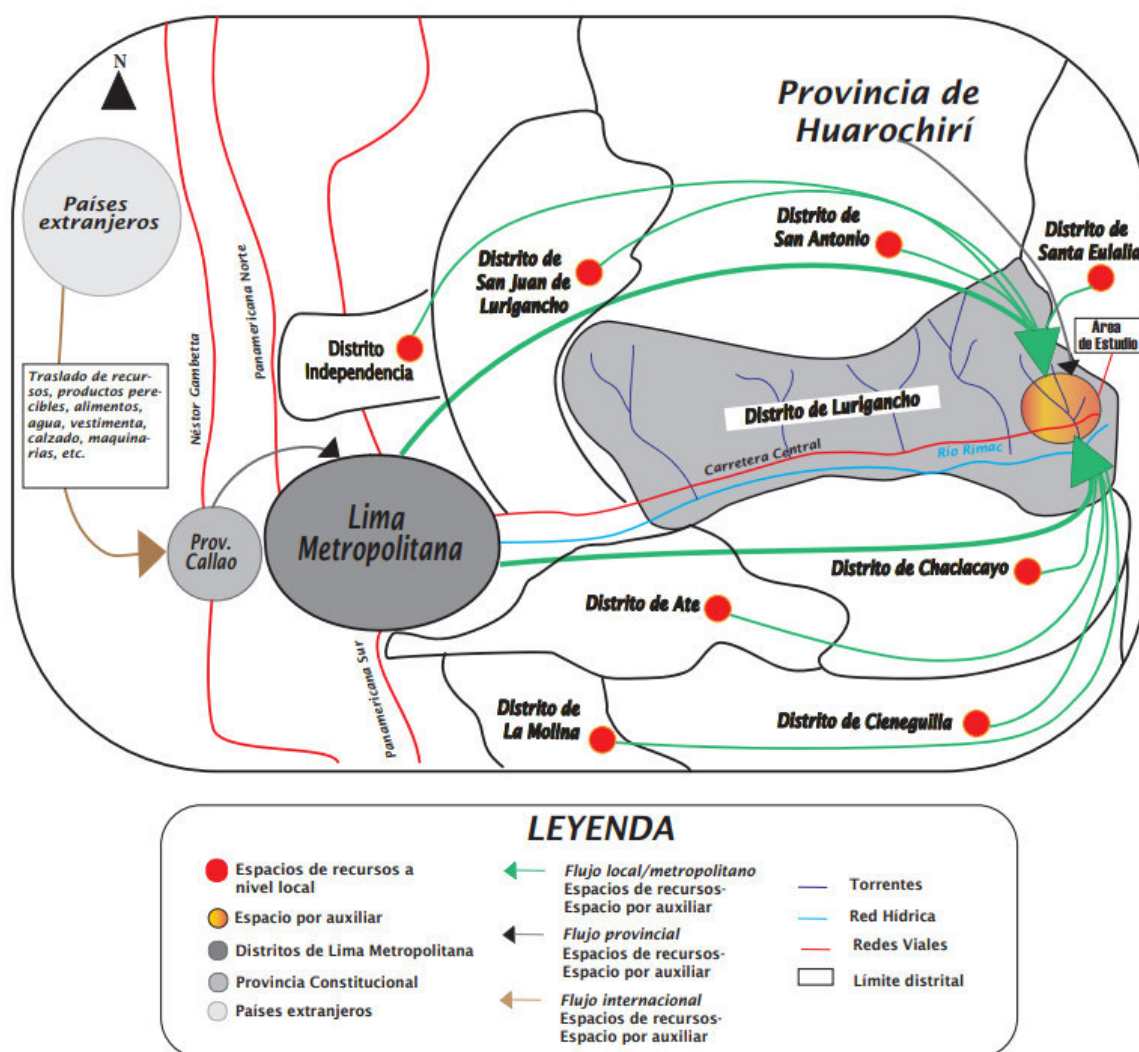 N
Países
extranjeros
Traslado de recur-
sos, productos pere-
cibles, alimentos,
agua, vestimenta,
calzado, maquina-
rias, etc.
Néstor Gambetta
Panamericana Norte
Prov.
Callao
Lima
Metropolitana
Panamericana Sur
Distrito
Independencia
Distrito de
San Juan de
Lurigancho
Provincia de
Huarochirí
Distrito de
San Antonio
Distrito de
Santa Eulalia
Área
de Estudio
Distrito de Lurigancho
Carretera Central
Río Rimac
Distrito de Chaclacayo
Distrito de Ate
Distrito de
La Molina
Distrito de Cieneguilla
LEYENDA
Espacios de recursos a
nivel local
Espacio por auxiliar
Distritos de Lima Metropolitana
Provincia Constitucional
Países extranjeros
Flujo local/metropolitano
Espacios de recursos-
Espacio por auxiliar
Flujo provincial
Espacios de recursos-
Espacio por auxiliar
Flujo internacional
Espacios de recursos-
Espacio por auxiliar
Torrentes
Red Hídrica
Redes Viales
Límite distrital